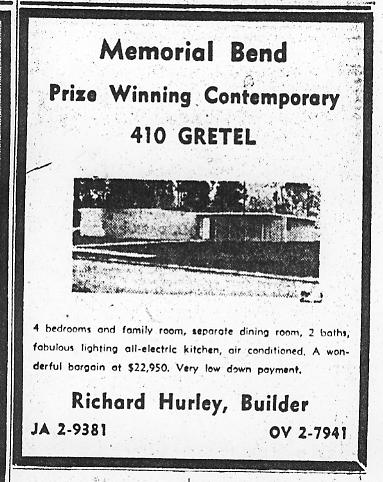 Memorial Bend
Prize Winning Contemporary
410 GRETEL
4 bedrooms and family room, separate dining room, 2 baths,
fabulous lighting all-electric kitchen, air conditioned. A won-
derful bargain at $22,950. Very low down payment.
Richard Hurley, Builder
JA 2-9381 OV 2-7941